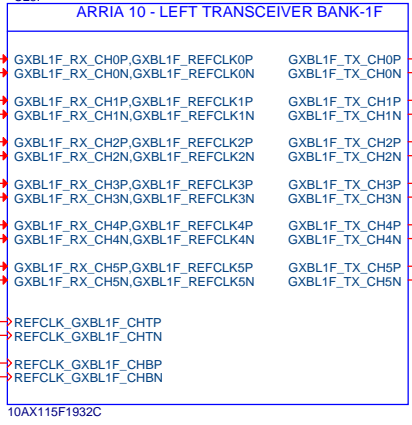 ARRIA 10 - LEFT TRANSCEIVER BANK-1F
GXBL1F_RX_CH0P,GXBL1F_REFCLK0P GXBL1F_TX_CH0P
GXBL1F_RX_CH0N,GXBL1F_REFCLK0N GXBL1F_TX_CH0N
GXBL1F_RX_CH1P,GXBL1F_REFCLK1P GXBL1F_TX_CH1P
GXBL1F_RX_CH1N,GXBL1F_REFCLK1N GXBL1F_TX_CH1N
GXBL1F_RX_CH2P,GXBL1F_REFCLK2P GXBL1F_TX_CH2P
GXBL1F_RX_CH2N,GXBL1F_REFCLK2N GXBL1F_TX_CH2N
GXBL1F_RX_CH3P,GXBL1F_REFCLK3P GXBL1F_TX_CH3P
GXBL1F_RX_CH3N,GXBL1F_REFCLK3N GXBL1F_TX_CH3N
GXBL1F_RX_CH4P,GXBL1F_REFCLK4P GXBL1F_TX_CH4P
GXBL1F_RX_CH4N,GXBL1F_REFCLK4N GXBL1F_TX_CH4N
GXBL1F_RX_CH5P,GXBL1F_REFCLK5P GXBL1F_TX_CH5P
GXBL1F_RX_CH5N,GXBL1F_REFCLK5N GXBL1F_TX_CH5N
REFCLK_GXBL1F_CHTP
REFCLK_GXBL1F_CHTN
REFCLK_GXBL1F_CHBP
REFCLK_GXBL1F_CHBN
10AX115F1932C